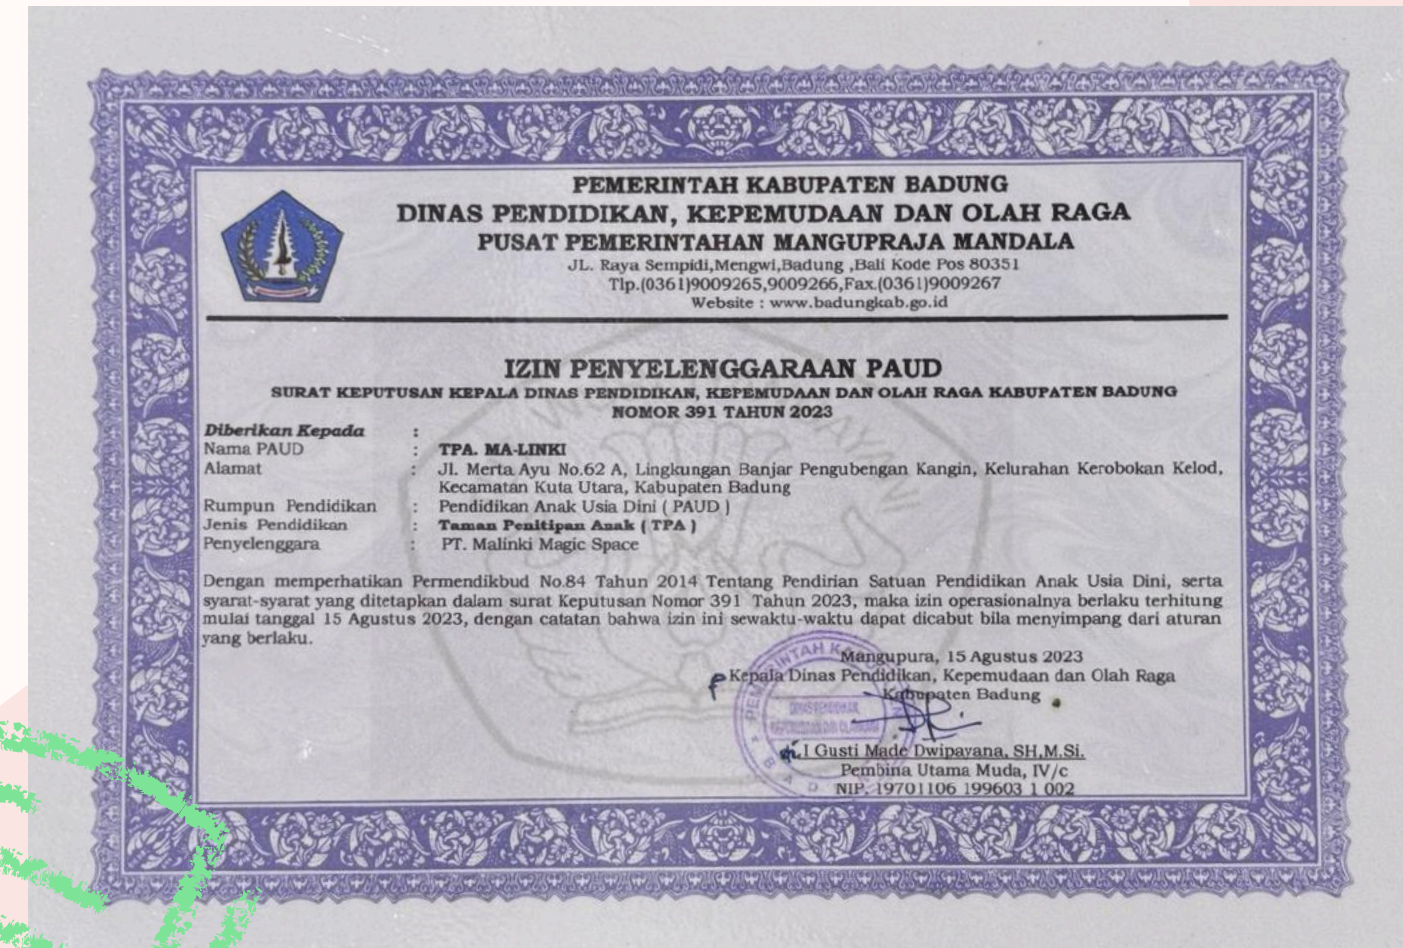 PEMERINTAH KABUPATEN BADUNG
DINAS PENDIDIKAN, KEPEMUDAAN DAN OLAH RAGA
PUSAT PEMERINTAHAN MANGUPRAJA MANDALA
JL. Raya Sempidi,Mengwi,Badung ,Bali Kode Pos 80351
Tlp.(0361)9009265,9009266,Fax.(0361)9009267
Website : www.badungkab.go.id
IZIN PENYELENGGARAAN PAUD
SURAT KEPUTUSAN KEPALA DINAS PENDIDIKAN, KEPEMUDAAN DAN OLAH RAGA KABUPATEN BADUNG
NOMOR 391 TAHUN 2023
Diberikan Kepada :
Nama PAUD : TPA. MA-LINKI
Alamat : Jl. Merta Ayu No.62 A, Lingkungan Banjar Pengubengan Kangin, Kelurahan Kerobokan Kelod,
Kecamatan Kuta Utara, Kabupaten Badung
Rumpun Pendidikan : Pendidikan Anak Usia Dini ( PAUD )
Jenis Pendidikan : Taman Penitipan Anak ( TPA )
Penyelenggara : PT. Malinki Magic Space
Dengan memperhatikan Permendikbud No.84 Tahun 2014 Tentang Pendirian Satuan Pendidikan Anak Usia Dini, serta
syarat-syarat yang ditetapkan dalam surat Keputusan Nomor 391 Tahun 2023, maka izin operasionalnya berlaku terhitung
mulai tanggal 15 Agustus 2023, dengan catatan bahwa izin ini sewaktu-waktu dapat dicabut bila menyimpang dari aturan
yang berlaku.
Mangupura, 15 Agustus 2023
Kepala Dinas Pendidikan, Kepemudaan dan Olah Raga
Kabupaten Badung
I Gusti Made Dwipayana, SH,M.Si.
Pembina Utama Muda, IV/c
NIP. 19701106 199603 1 002